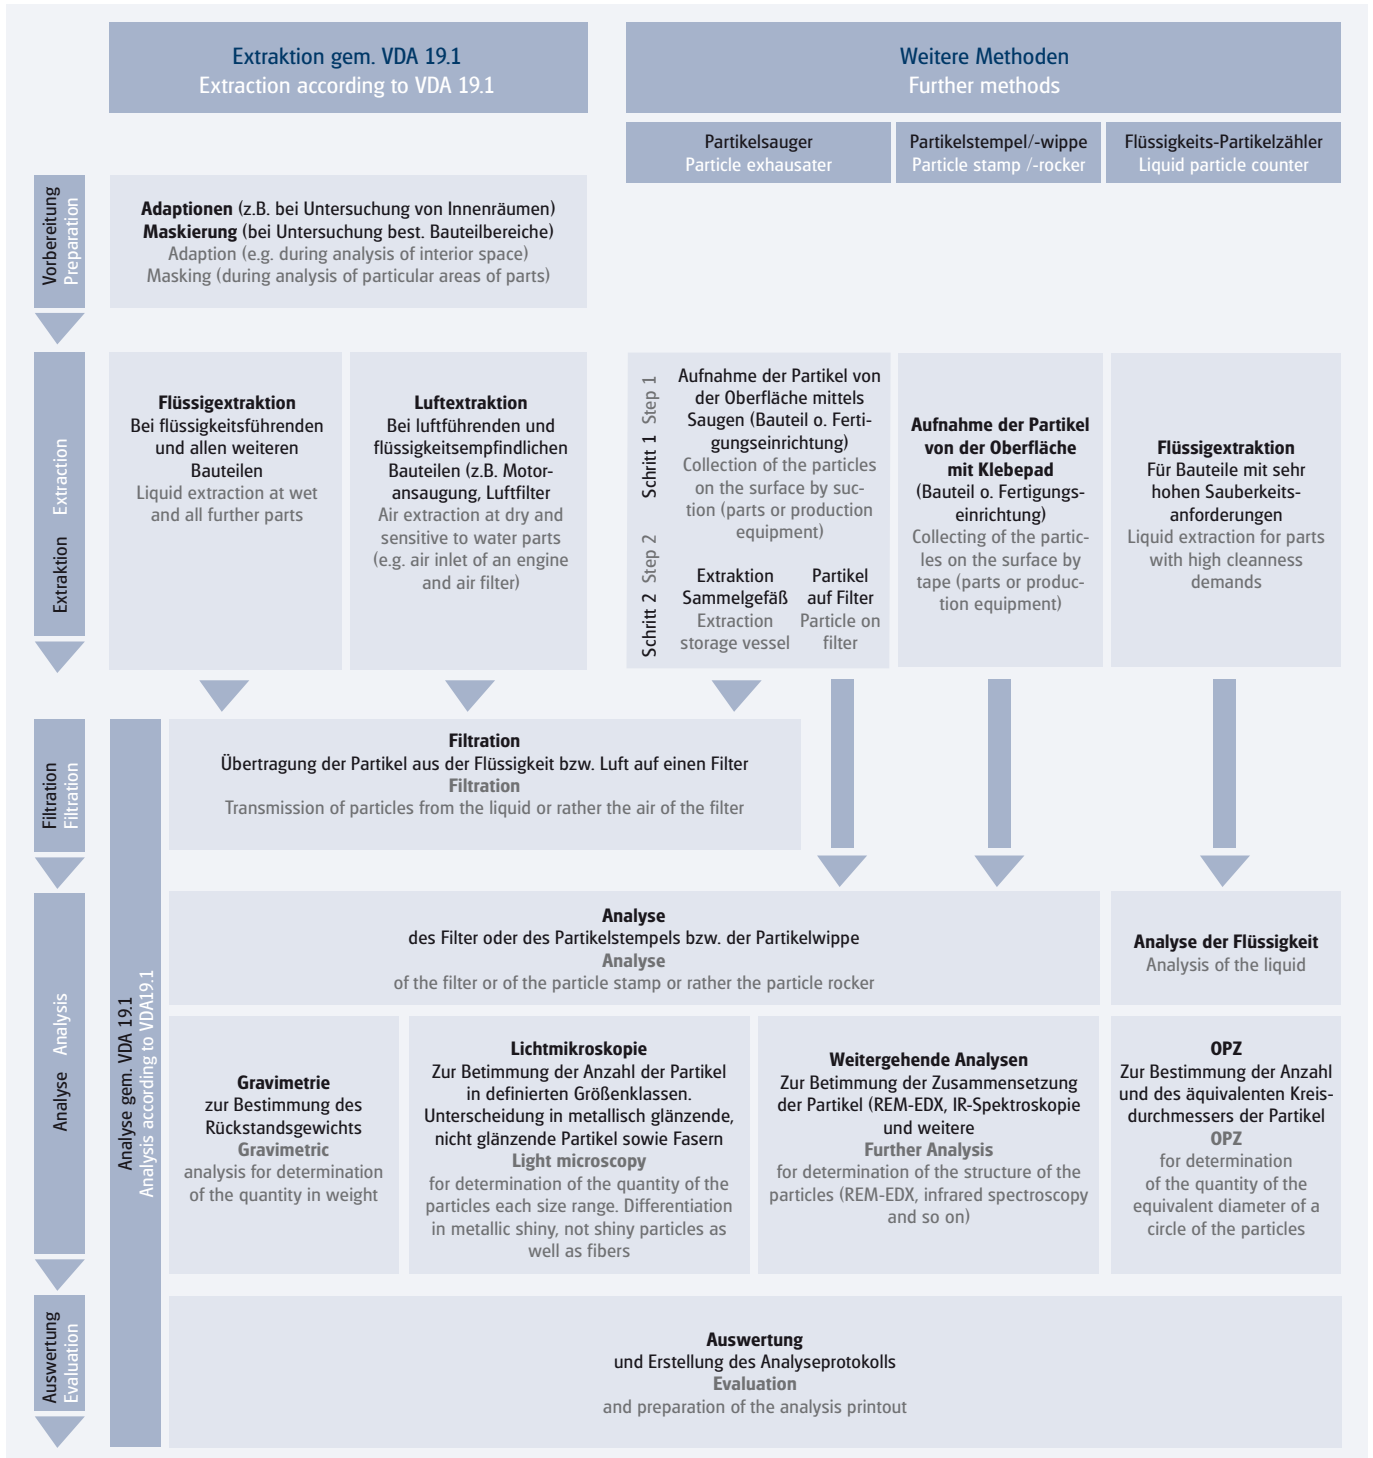 Extraktion gem. VDA 19.1
Extraction according to VDA 19.1
Weitere Methoden
Further methods
Partikelsauger
Particle exhausater
Partikelstempel/-wippe
Particle stamp /-rocker
Flüssigkeits-Partikelzähler
Liquid particle counter
Vorbereitung
Preparation
Adaptionen (z.B. bei Untersuchung von Innenräumen)
Maskierung (bei Untersuchung best. Bauteilbereiche)
Adaption (e.g. during analysis of interior space)
Masking (during analysis of particular areas of parts)
Extraktion Extraction
Flüssigextraktion
Bei flüssigkeitsführenden
und allen weiteren
Bauteilen
Liquid extraction at wet
and all further parts
Luftextraktion
Bei luftführenden und
flüssigkeitsempfindlichen
Bauteilen (z.B. Motor-
ansaugung, Luftfilter
Air extraction at dry and
sensitive to water parts
(e.g. air inlet of an engine
and air filter)
Schritt 1 Step 1
Aufnahme der Partikel von
der Oberfläche mittels
Saugen (Bauteil o. Ferti-
gungseinrichtung)
Collection of the particles
on the surface by suc-
tion (parts or production
equipment)
Schritt 2 Step 2
Extraktion
Sammelgefäß
Extraction
storage vessel
Partikel
auf Filter
Particle on
filter
Aufnahme der Partikel
von der Oberfläche
mit Klebepad
(Bauteil o. Fertigungs-
einrichtung)
Collecting of the partic-
les on the surface by
tape (parts or produc-
tion equipment)
Flüssigextraktion
Für Bauteile mit sehr
hohen Sauberkeits-
anforderungen
Liquid extraction for parts
with high cleanness
demands
Filtration
Filtration
Filtration
Übertragung der Partikel aus der Flüssigkeit bzw. Luft auf einen Filter
Filtration
Transmission of particles from the liquid or rather the air of the filter
Analyse Analysis
Analyse gem. VDA 19.1
Analysis according to VDA19.1
Analyse
des Filter oder des Partikelstempels bzw. der Partikelwippe
Analyse
of the filter or of the particle stamp or rather the particle rocker
Analyse der Flüssigkeit
Analysis of the liquid
Gravimetrie
zur Bestimmung des
Rückstandsgewichts
Gravimetric
analysis for determination
of the quantity in weight
Lichtmikroskopie
Zur Betimmung der Anzahl der Partikel
in definierten Größenklassen.
Unterscheidung in metallisch glänzende,
nicht glänzende Partikel sowie Fasern
Light microscopy
for determination of the quantity of the
particles each size range. Differentiation
in metallic shiny, not shiny particles as
well as fibers
Weitergehende Analysen
Zur Betimmung der Zusammensetzung
der Partikel (REM-EDX, IR-Spektroskopie
und weitere
Further Analysis
for determination of the structure of the
particles (REM-EDX, infrared spectroscopy
and so on)
OPZ
Zur Bestimmung der Anzahl
und des äquivalenten Kreis-
durchmessers der Partikel
OPZ
for determination
of the quantity of the
equivalent diameter of a
circle of the particles
Auswertung
Evaluation
Auswertung
und Erstellung des Analyseprotokolls
Evaluation
and preparation of the analysis printout